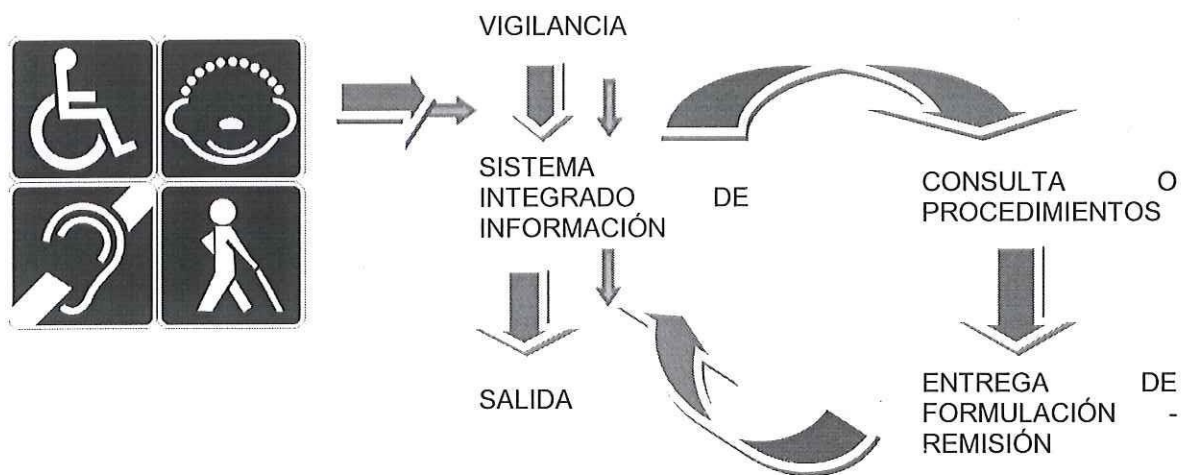 VIGILANCIA
SISTEMA
INTEGRADO DE
INFORMACIÓN
CONSULTA O
PROCEDIMIENTOS
SALIDA
ENTREGA DE
FORMULACIÓN -
REMISIÓN